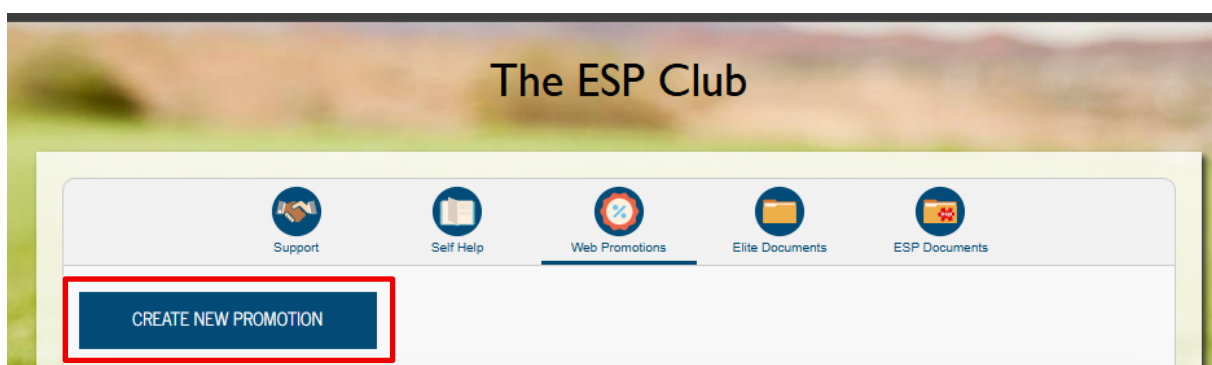 The ESP Club
Support
Self Help
Web Promotions
Elite Documents
ESP Documents
CREATE NEW PROMOTION